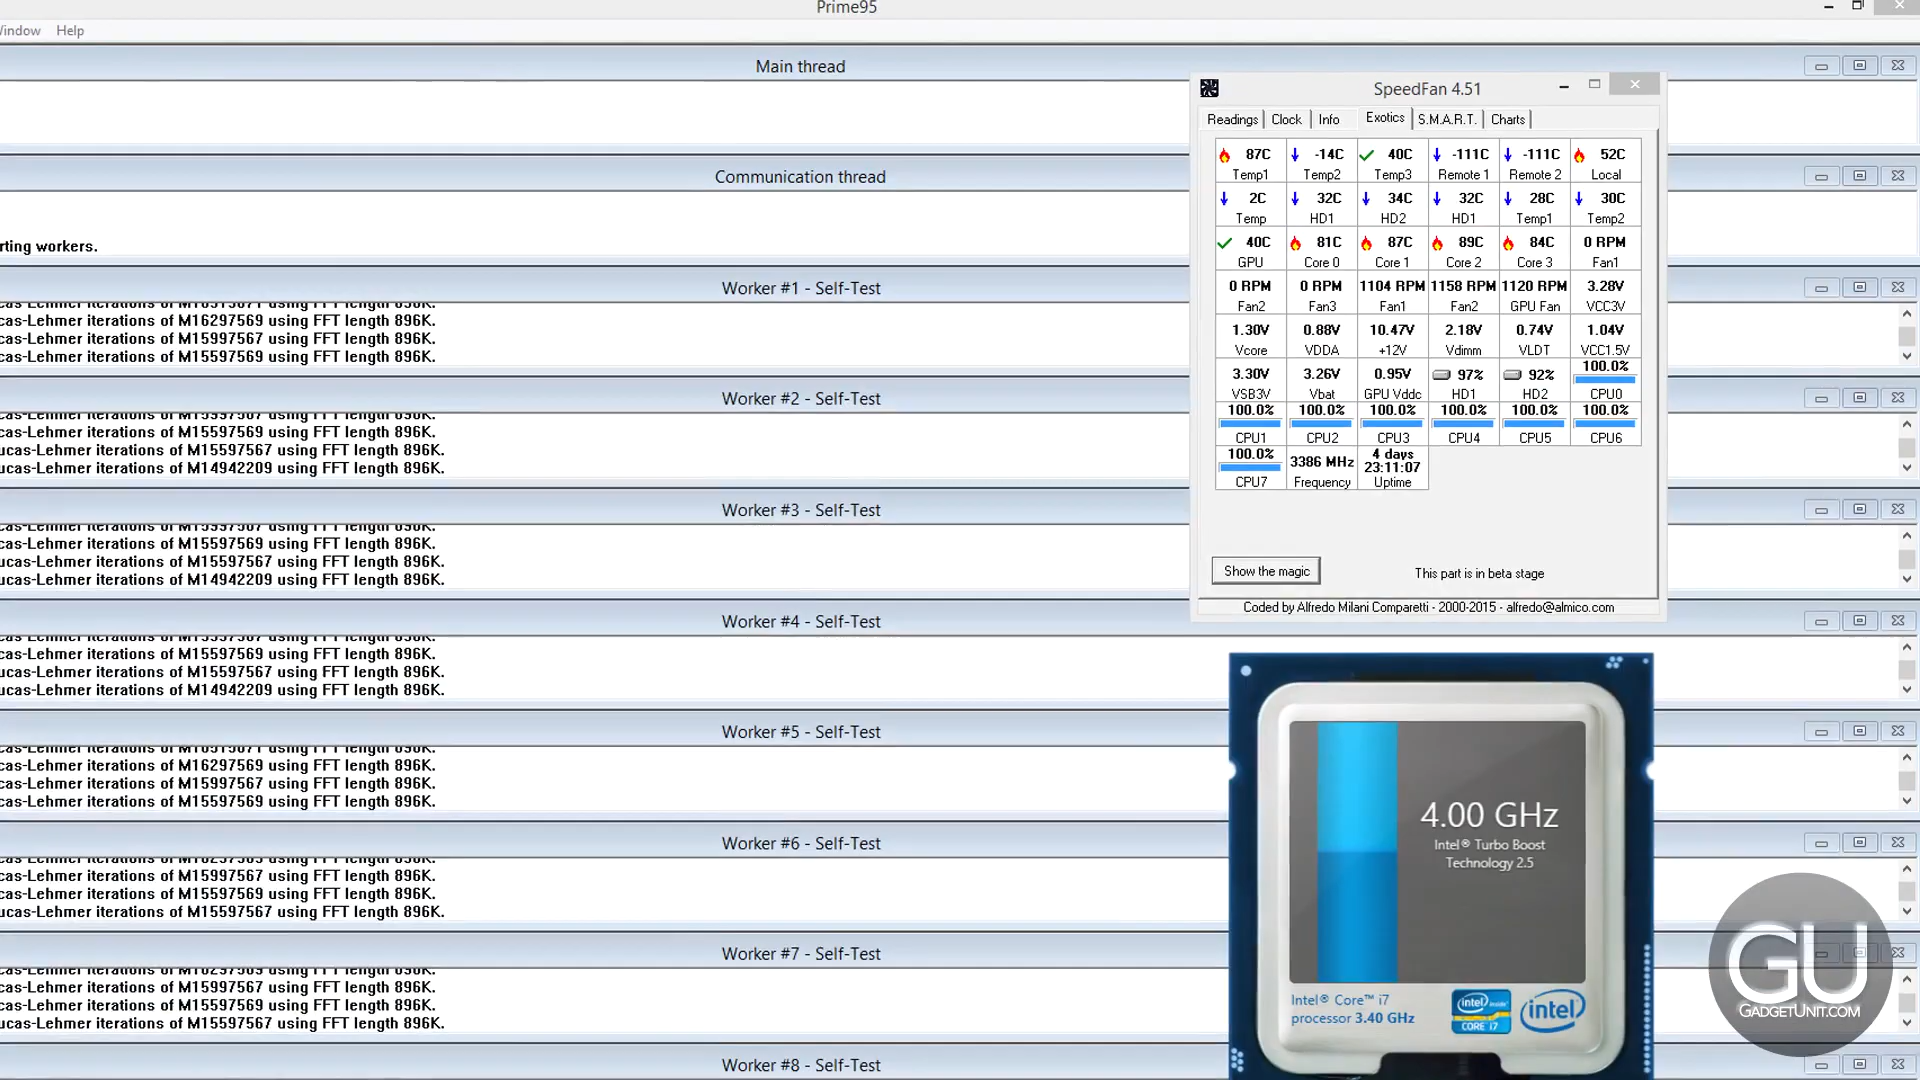 Prime95
Window Help
Main thread
Communication thread
rting workers.
Worker #1 - Self-Test
cas-Lehmer iterations of M16297569 using FFT length 896K.
cas-Lehmer iterations of M15997567 using FFT length 896K.
cas-Lehmer iterations of M15597569 using FFT length 896K.
Worker #2 - Self-Test
ucas-Lehmer iterations of M15597569 using FFT length 896K.
ucas-Lehmer iterations of M15597567 using FFT length 896K.
ucas-Lehmer iterations of M14942209 using FFT length 896K.
Worker #3 - Self-Test
cas-Lehmer iterations of M15597569 using FFT length 896K.
ucas-Lehmer iterations of M15597567 using FFT length 896K.
ucas-Lehmer iterations of M14942209 using FFT length 896K.
Worker #4 - Self-Test
cas-Lehmer iterations of M15597569 using FFT length 896K.
ucas-Lehmer iterations of M15597567 using FFT length 896K.
ucas-Lehmer iterations of M14942209 using FFT length 896K.
Worker #5 - Self-Test
cas-Lehmer iterations of M16297569 using FFT length 896K.
cas-Lehmer iterations of M15997567 using FFT length 896K.
cas-Lehmer iterations of M15597569 using FFT length 896K.
Worker #6 - Self-Test
cas-Lehmer iterations of M15997567 using FFT length 896K.
cas-Lehmer iterations of M15597569 using FFT length 896K.
ucas-Lehmer iterations of M15597567 using FFT length 896K.
Worker #7 - Self-Test
cas-Lehmer iterations of M15997567 using FFT length 896K.
cas-Lehmer iterations of M15597569 using FFT length 896K.
ucas-Lehmer iterations of M15597567 using FFT length 896K.
Worker #8 - Self-Test
SpeedFan 4.51
Readings Clock Info Exotics S.M.A.R.T. Charts
87C -14C 40C -111C -111C 52C
Temp1 Temp2 Temp3 Remote 1 Remote 2 Local
2C 32C 34C 32C 28C 30C
Temp HD1 HD2 HD1 Temp1 Temp2
40C 81C 87C 89C 84C 0 RPM
GPU Core 0 Core 1 Core 2 Core 3 Fan1
0 RPM 0 RPM 1104 RPM 1158 RPM 1120 RPM 3.28V
Fan2 Fan3 Fan1 Fan2 GPU Fan VCC3V
1.30V 0.88V 10.47V 2.18V 0.74V 1.04V
Vcore VDDA +12V Vdimm VLDT VCC1.5V
3.30V 3.26V 0.95V 97% 92% 100.0%
VSB3V Vbat GPU Vddc HD1 HD2 CPU0
100.0% 100.0% 100.0% 100.0% 100.0% 100.0%
CPU1 CPU2 CPU3 CPU4 CPU5 CPU6
100.0% 3386 MHz 4 days 23:11:07
CPU7 Frequency Uptime
Show the magic
This part is in beta stage
Coded by Alfredo Milani Comparetti - 2000-2015 - alfredo@almico.com
4.00 GHz
Intel® Turbo Boost
Technology 2.5
Intel® Core™ i7
processor 3.40 GHz
intel inside
CORE i7
intel
GU
GADGETUNIT.COM